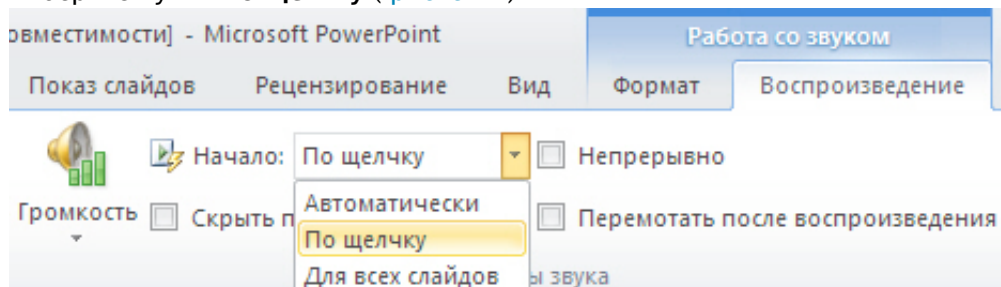 овместимости] - Microsoft PowerPoint
Работа со звуком
Показ слайдов Рецензирование Вид Формат Воспроизведение
Начало: По щелчку Непрерывно
Громкость Скрыть п Автоматически Перемотать после воспроизведения
По щелчку
Для всех слайдов ы звука